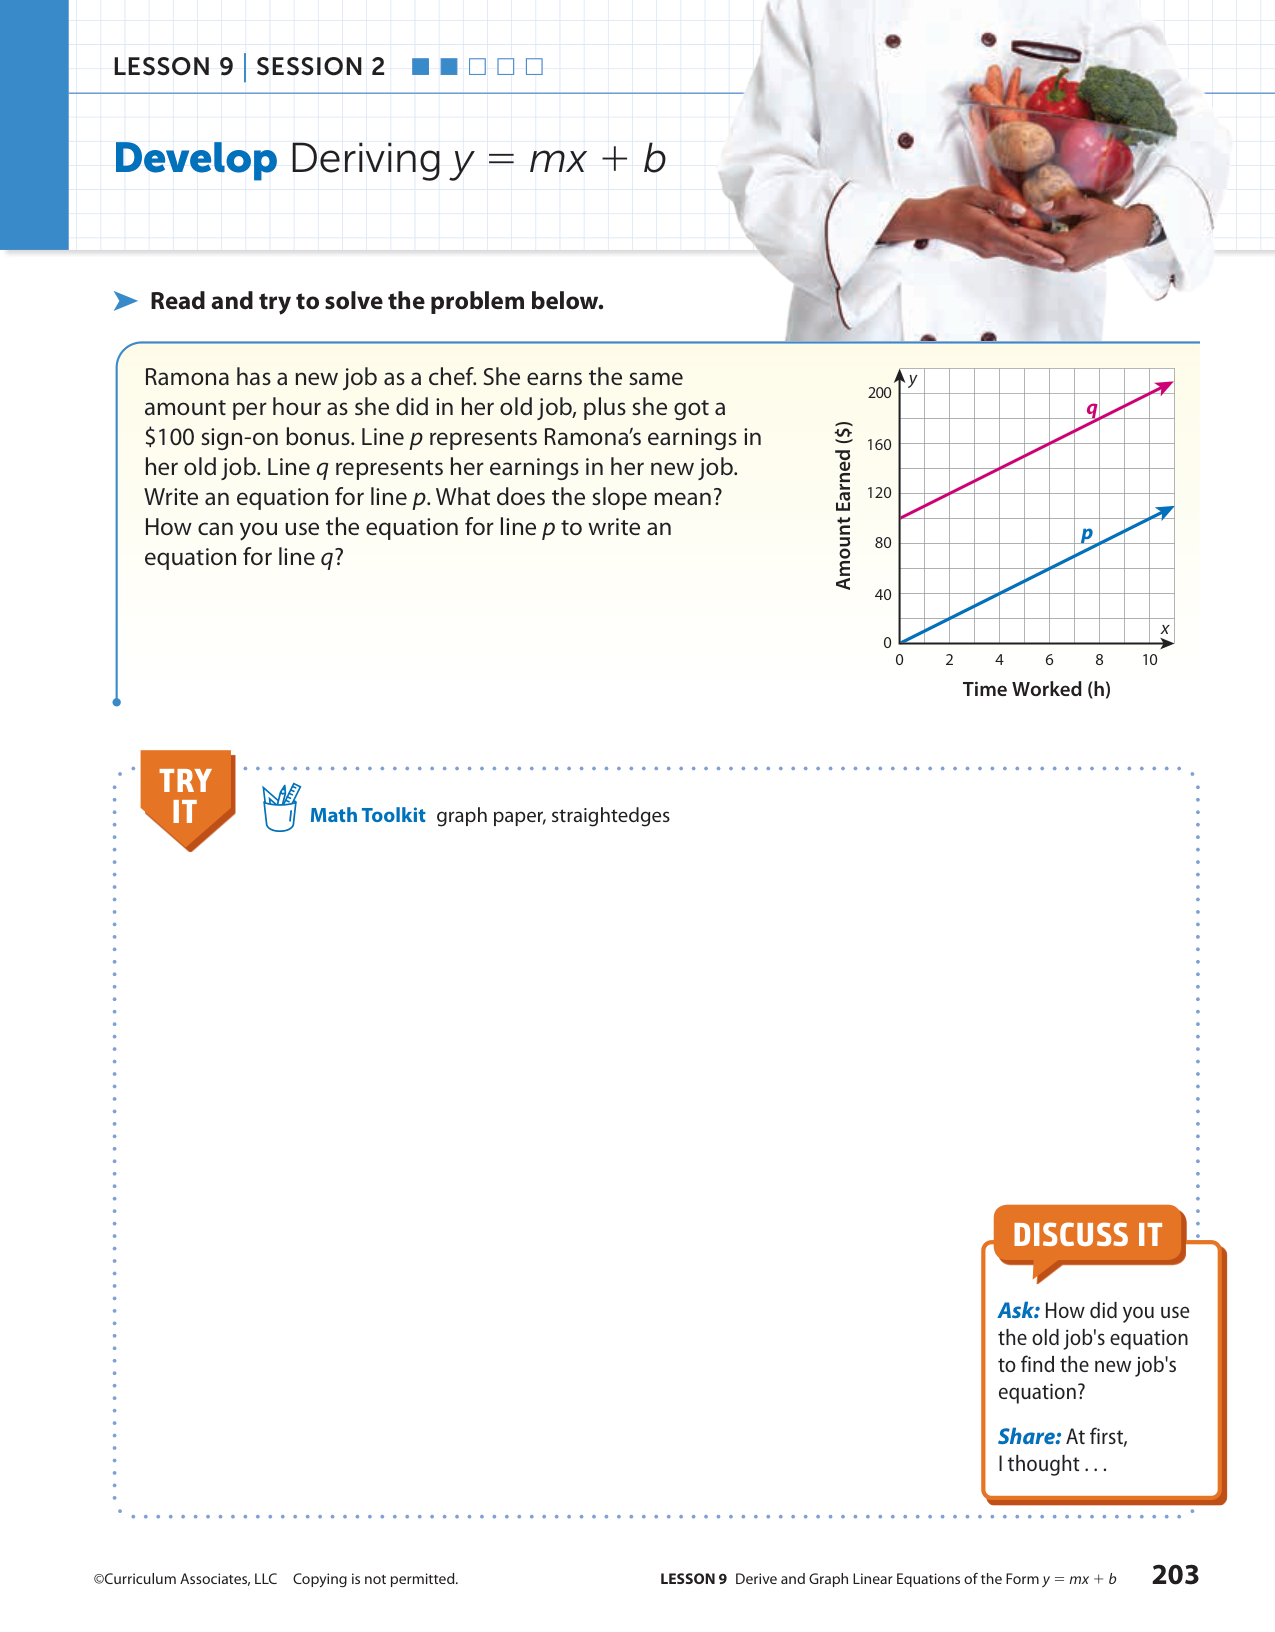 LESSON 9 | SESSION 2
Develop Deriving y = mx + b
Read and try to solve the problem below.
Ramona has a new job as a chef. She earns the same
amount per hour as she did in her old job, plus she got a
$100 sign-on bonus. Line p represents Ramona's earnings in
her old job. Line q represents her earnings in her new job.
Write an equation for line p. What does the slope mean?
How can you use the equation for line p to write an
equation for line q?
y
200
160
120
80
40
0
Amount Earned ($)
q
p
x
0 2 4 6 8 10
Time Worked (h)
TRY
IT
Math Toolkit graph paper, straightedges
DISCUSS IT
Ask: How did you use
the old job's equation
to find the new job's
equation?
Share: At first,
I thought . . .
©Curriculum Associates, LLC Copying is not permitted.
LESSON 9 Derive and Graph Linear Equations of the Form y = mx + b 203